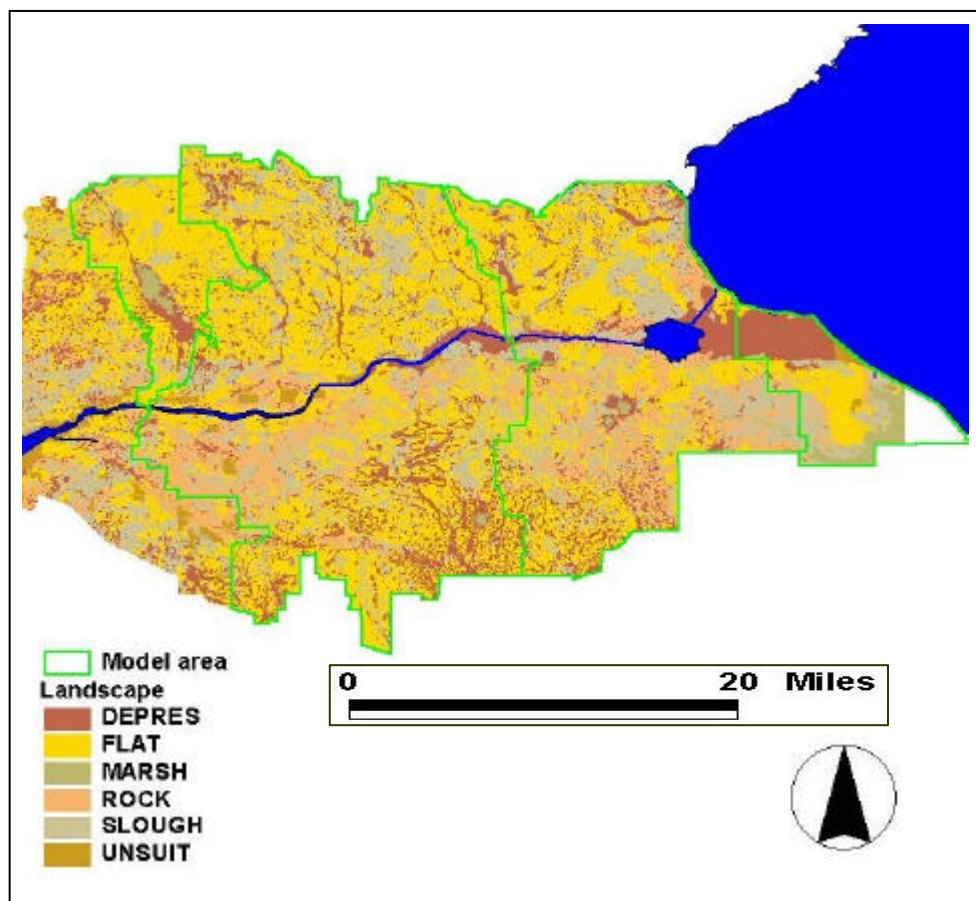 Model area
Landscape
DEPRES
FLAT
MARSH
ROCK
SLOUGH
UNSUIT
0 20 Miles